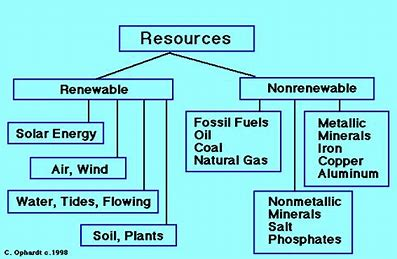 Resources
Renewable
Nonrenewable
Solar Energy
Air, Wind
Water, Tides, Flowing
Soil, Plants
Fossil Fuels
Oil
Coal
Natural Gas
Metallic
Minerals
Iron
Copper
Aluminum
Nonmetallic
Minerals
Salt
Phosphates
C. Ophardt c.1998